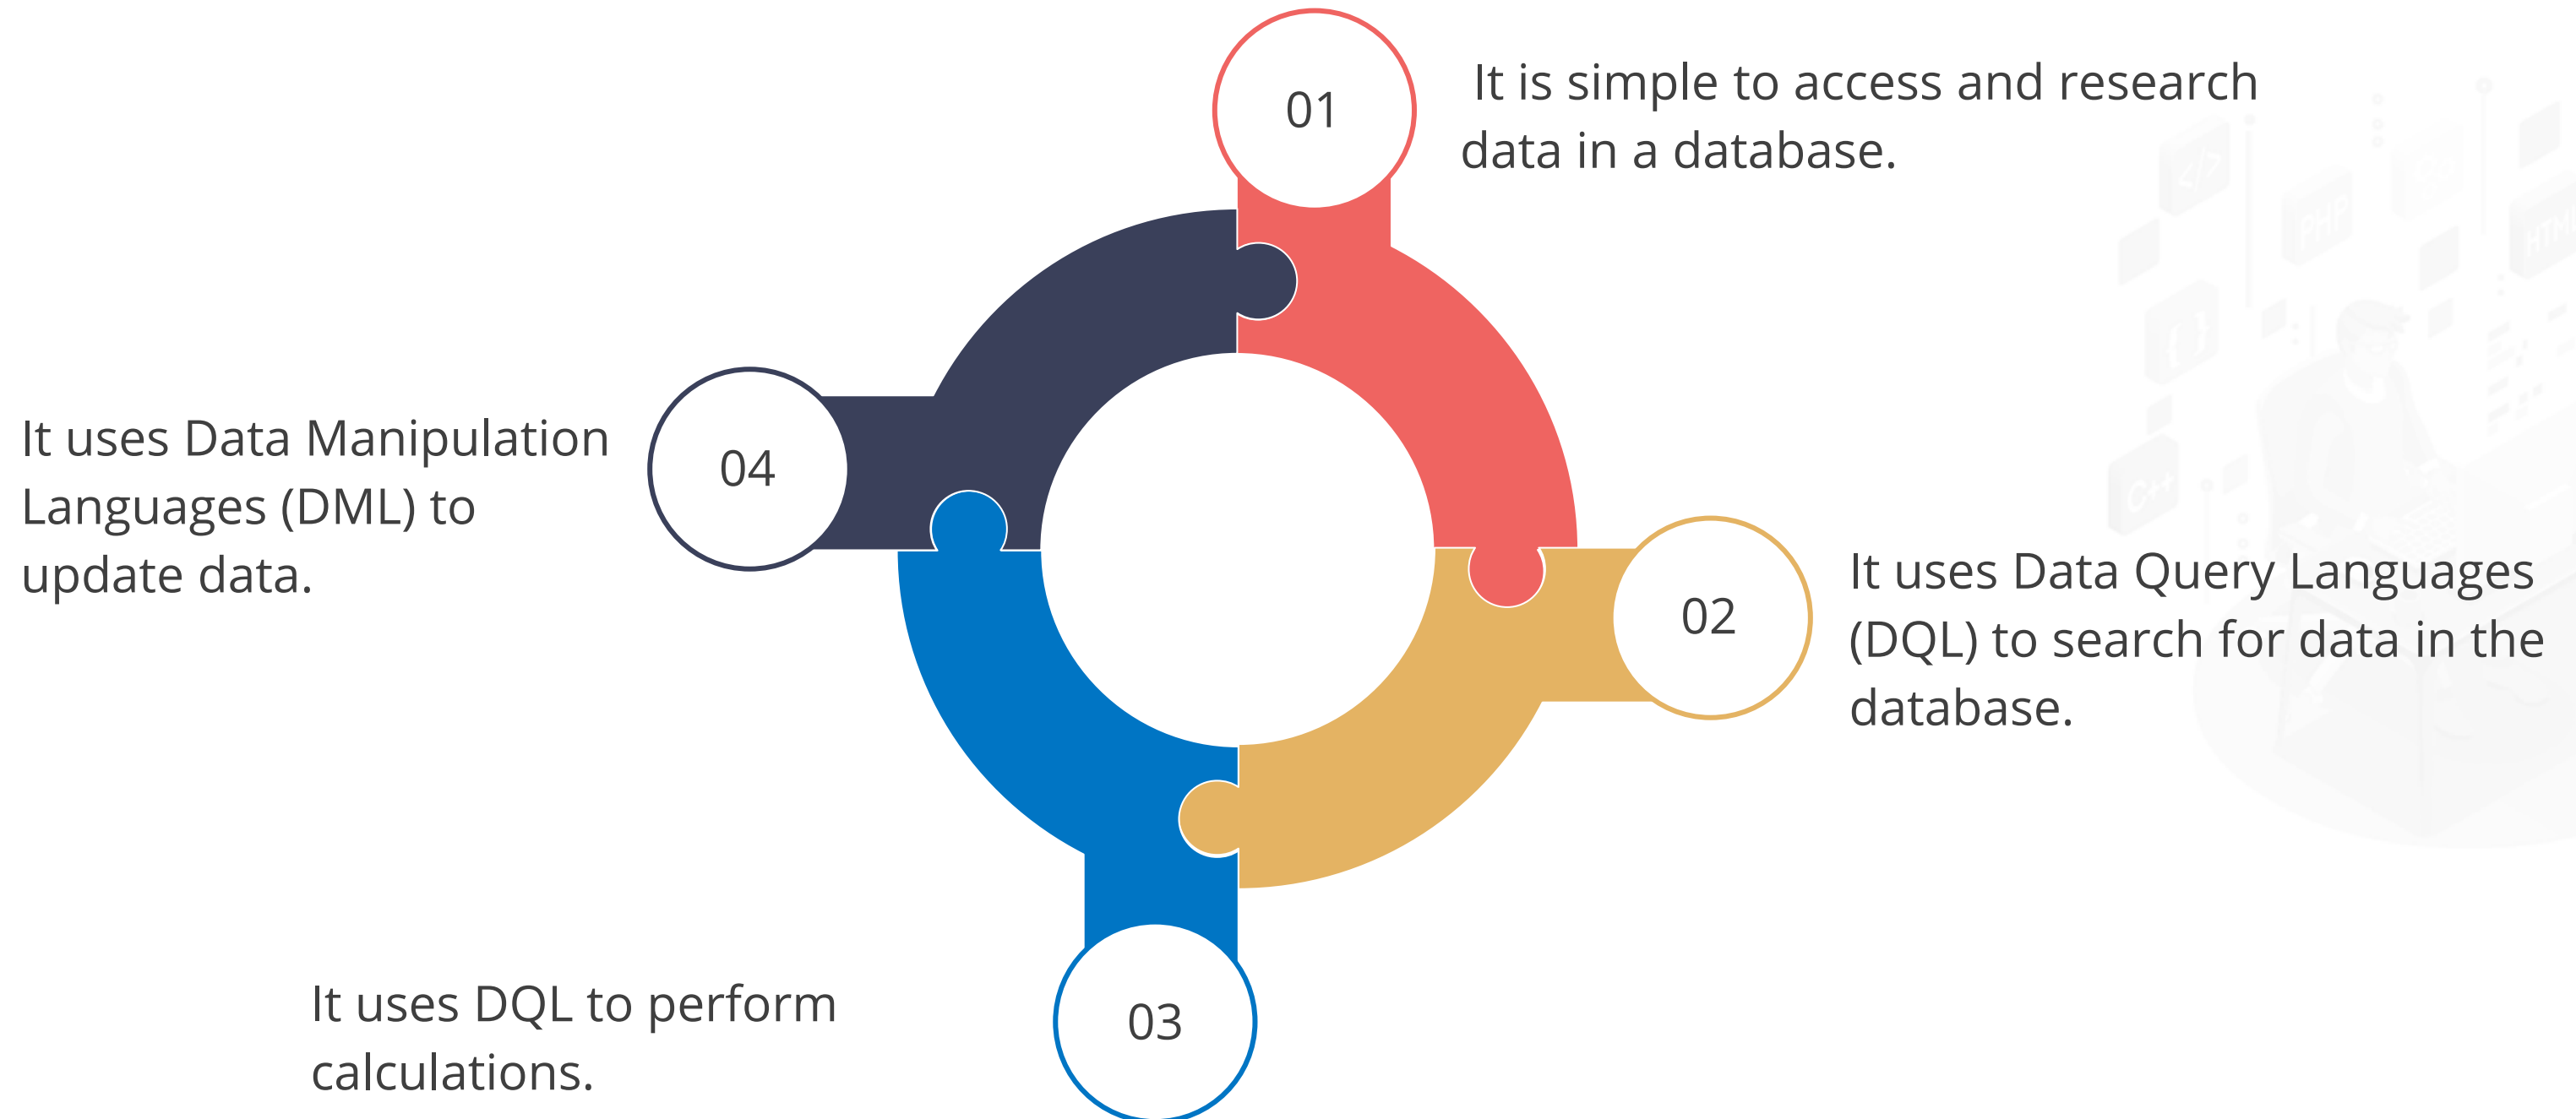 01
It is simple to access and research
data in a database.
02
It uses Data Query Languages
(DQL) to search for data in the
database.
03
It uses DQL to perform
calculations.
04
It uses Data Manipulation
Languages (DML) to
update data.
</>
PHP
HTML
{ }
C++